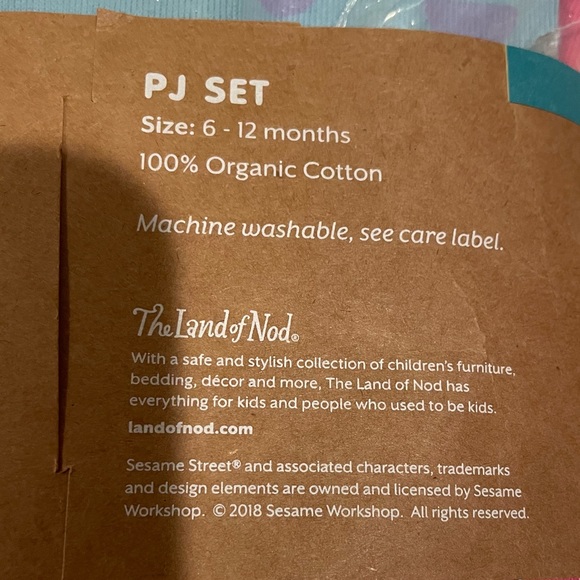 PJ SET
Size: 6 - 12 months
100% Organic Cotton
Machine washable, see care label.
The Land of Nod®
With a safe and stylish collection of children's furniture,
bedding, décor and more, The Land of Nod has
everything for kids and people who used to be kids.
landofnod.com
Sesame Street® and associated characters, trademarks
and design elements are owned and licensed by Sesame
Workshop. © 2018 Sesame Workshop. All rights reserved.